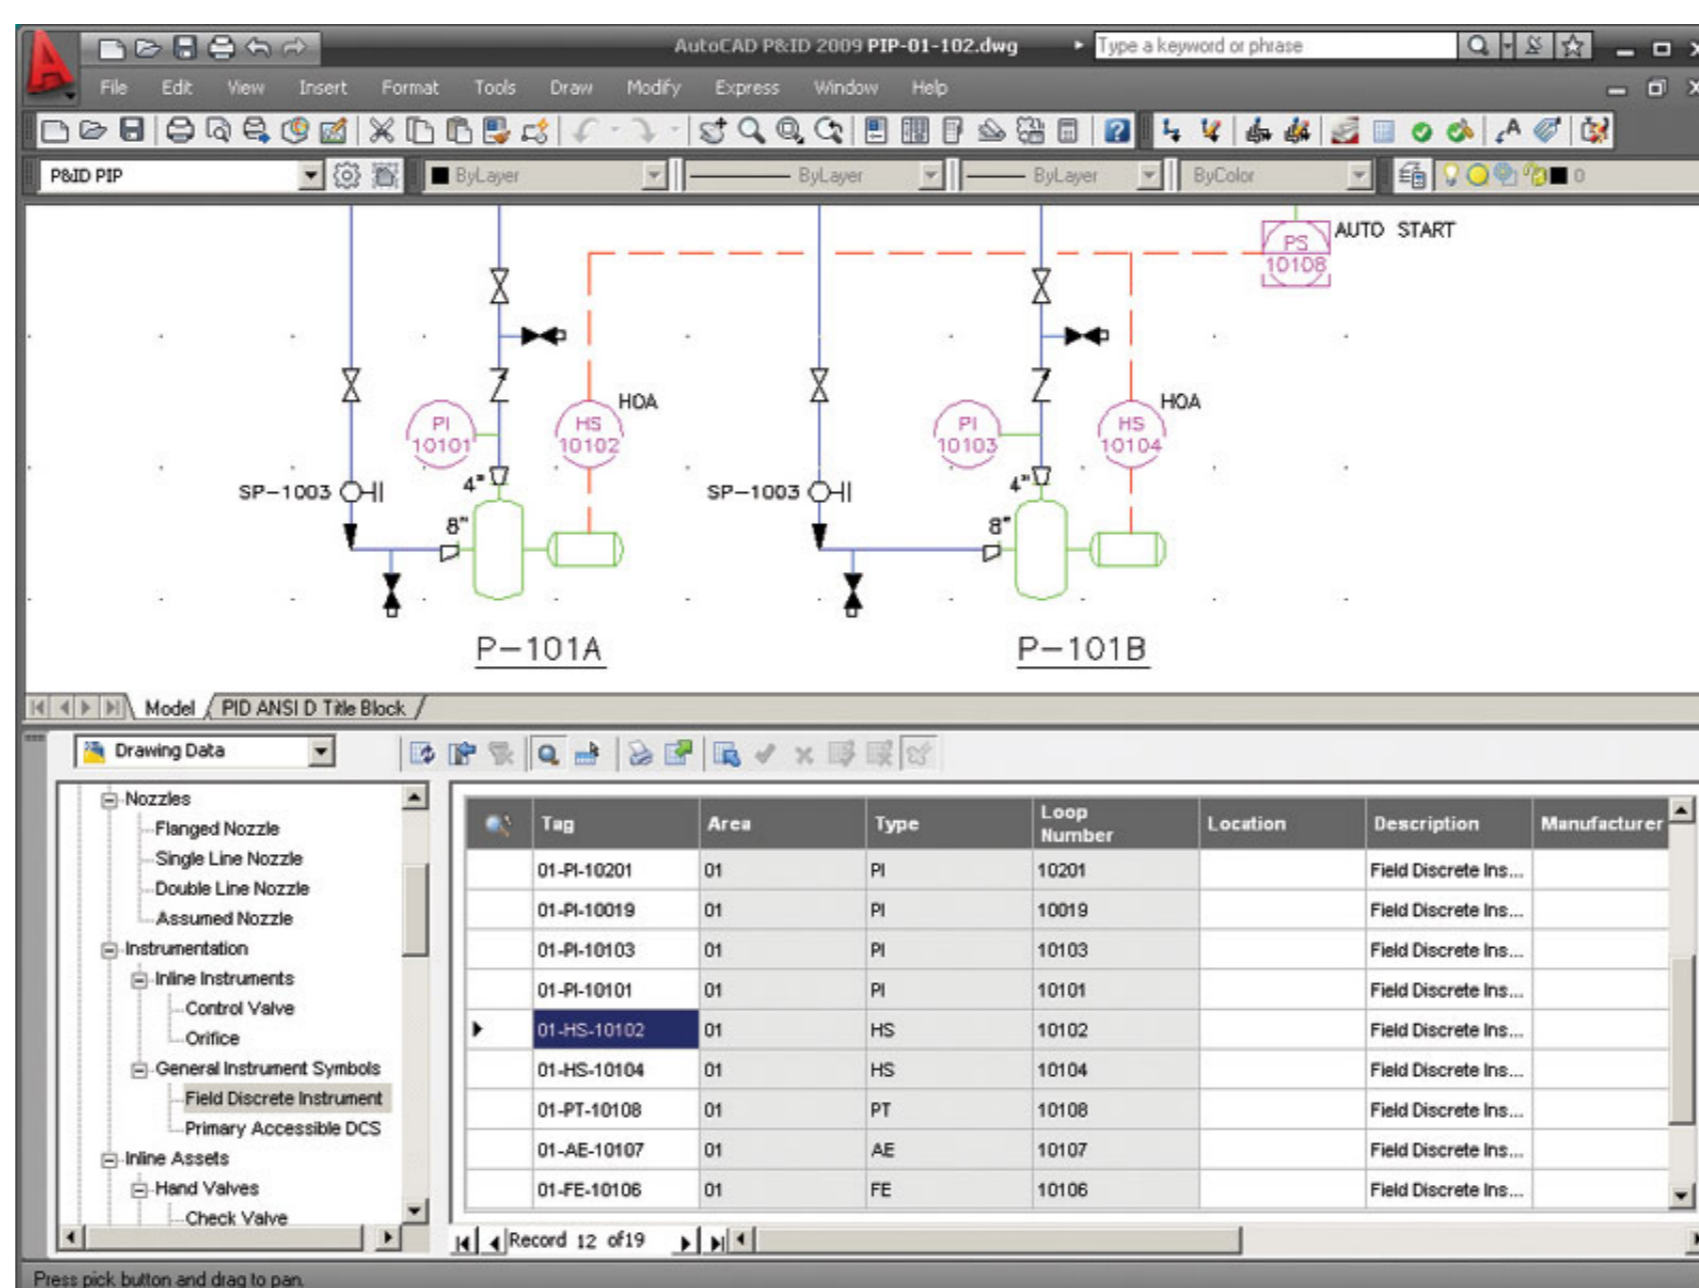 AutoCAD P&ID 2009 PIP-01-102.dwg
Type a keyword or phrase
File Edit View Insert Format Tools Draw Modify Express Window Help
P&ID PIP
ByLayer ByLayer ByLayer ByColor 0
AUTO START
PS
10108
HOA HOA
PI
10101
HS
10102
PI
10103
HS
10104
SP-1003 4" SP-1003 4"
8" 8"
P-101A P-101B
Model PID ANSI D Title Block
Drawing Data
Nozzles
Flanged Nozzle
Single Line Nozzle
Double Line Nozzle
Assumed Nozzle
Instrumentation
Inline Instruments
Control Valve
Orifice
General Instrument Symbols
Field Discrete Instrument
Primary Accessible DCS
Inline Assets
Hand Valves
Check Valve
Tag Area Type Loop Number Location Description Manufacturer
01-PI-10201 01 PI 10201 Field Discrete Ins...
01-PI-10019 01 PI 10019 Field Discrete Ins...
01-PI-10103 01 PI 10103 Field Discrete Ins...
01-PI-10101 01 PI 10101 Field Discrete Ins...
01-HS-10102 01 HS 10102 Field Discrete Ins...
01-HS-10104 01 HS 10104 Field Discrete Ins...
01-PT-10108 01 PT 10108 Field Discrete Ins...
01-AE-10107 01 AE 10107 Field Discrete Ins...
01-FE-10106 01 FE 10106 Field Discrete Ins...
Record 12 of19
Press pick button and drag to pan.